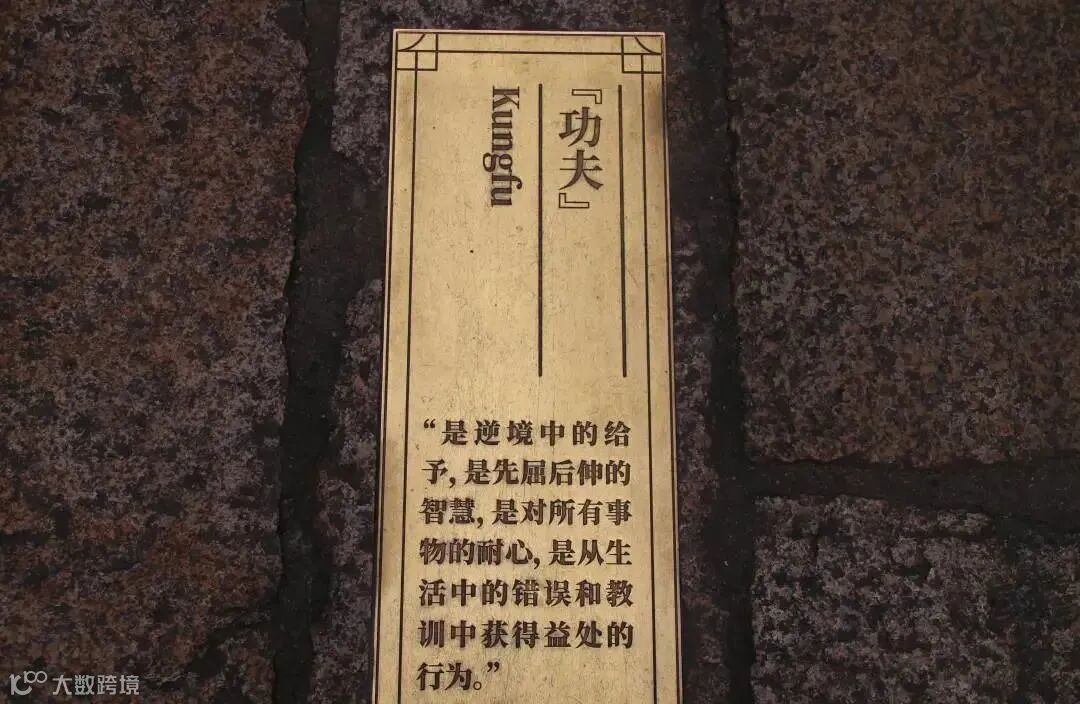 『功夫』
Kungfu
“是逆境中的给
予,是先屈后伸的
智慧,是对所有事
物的耐心,是从生
活中的错误和教
训中获得益处的
行为。”
大数跨境